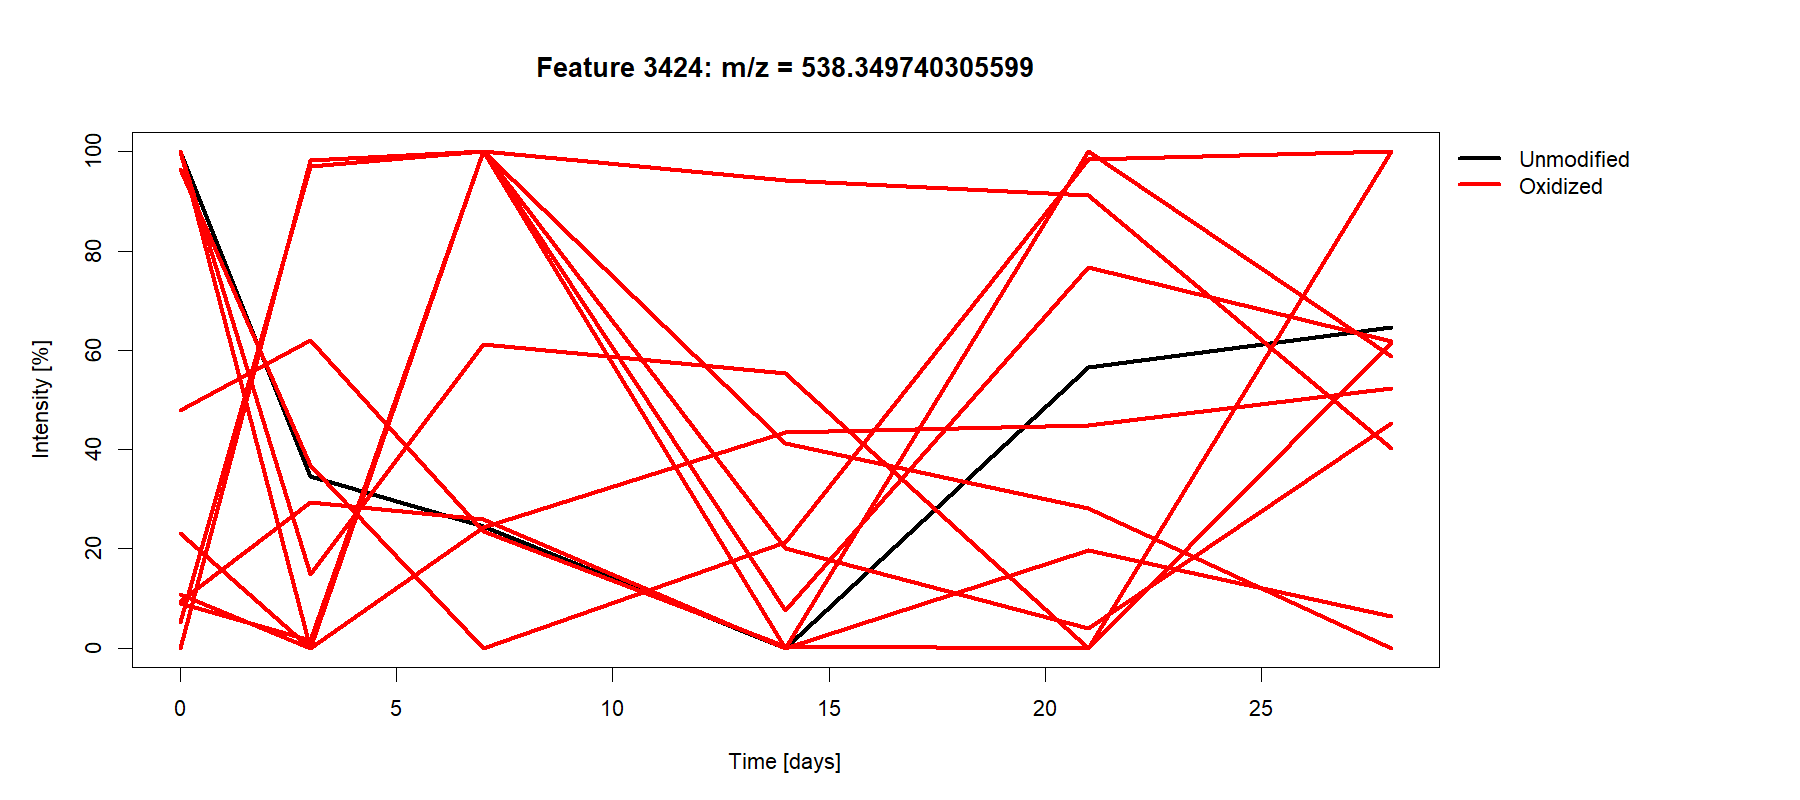 Feature 3424: m/z = 538.349740305599
Unmodified
Oxidized
Intensity [%]
100
80
60
40
20
0
0 5 10 15 20 25
Time [days]